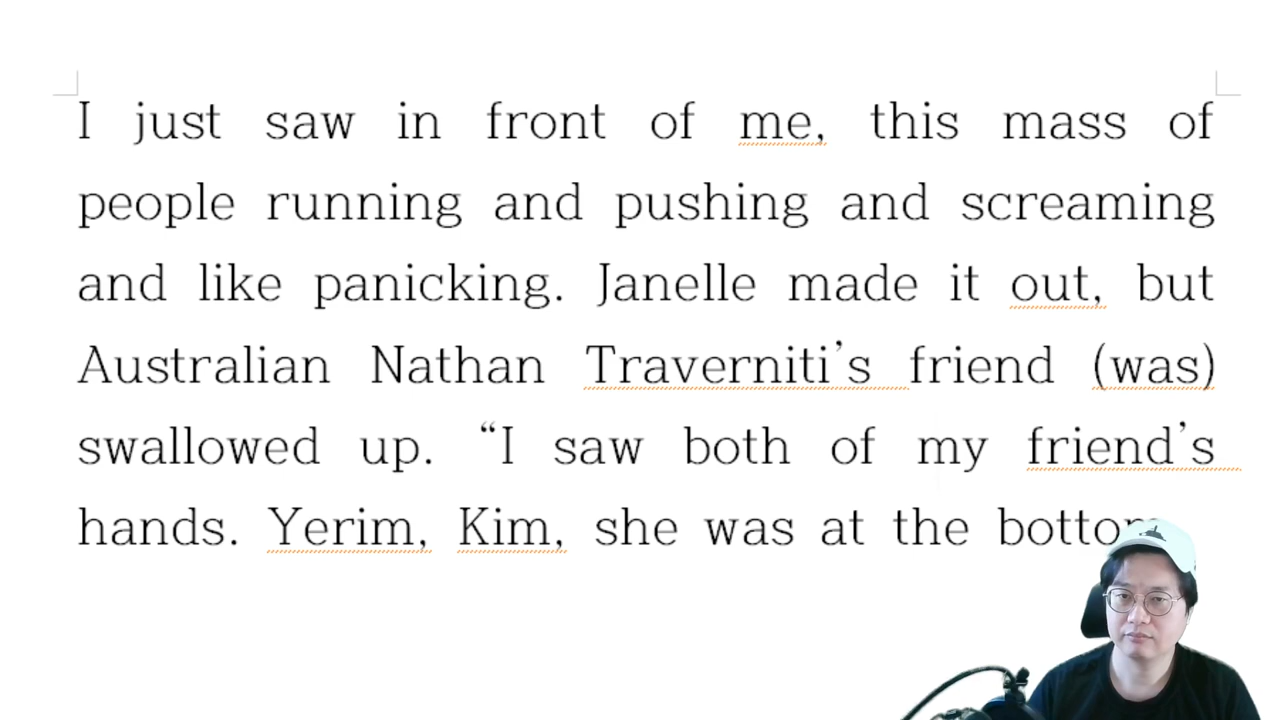 I just saw in front of me, this mass of
people running and pushing and screaming
and like panicking. Janelle made it out, but
Australian Nathan Traverniti’s friend (was)
swallowed up. “I saw both of my friend’s
hands. Yerim, Kim, she was at the